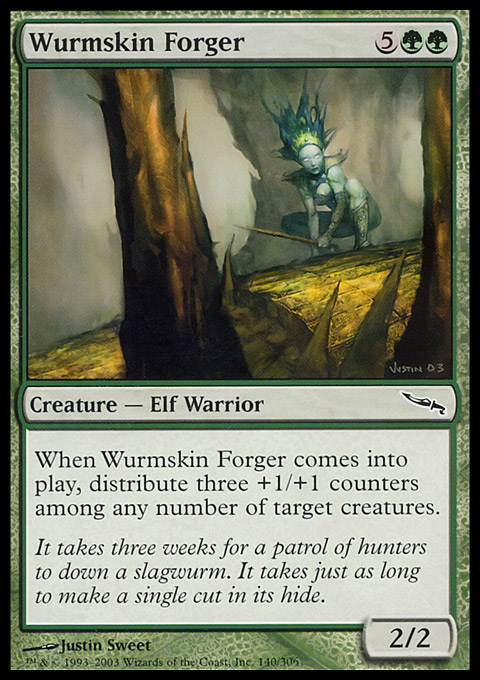 Wurmskin Forger 5
JUSTIN 03
Creature — Elf Warrior
When Wurmskin Forger comes into
play, distribute three +1/+1 counters
among any number of target creatures.
It takes three weeks for a patrol of hunters
to down a slagwurm. It takes just as long
to make a single cut in its hide.
2/2
Justin Sweet
™ & © 1993–2003 Wizards of the Coast, Inc. 140/306